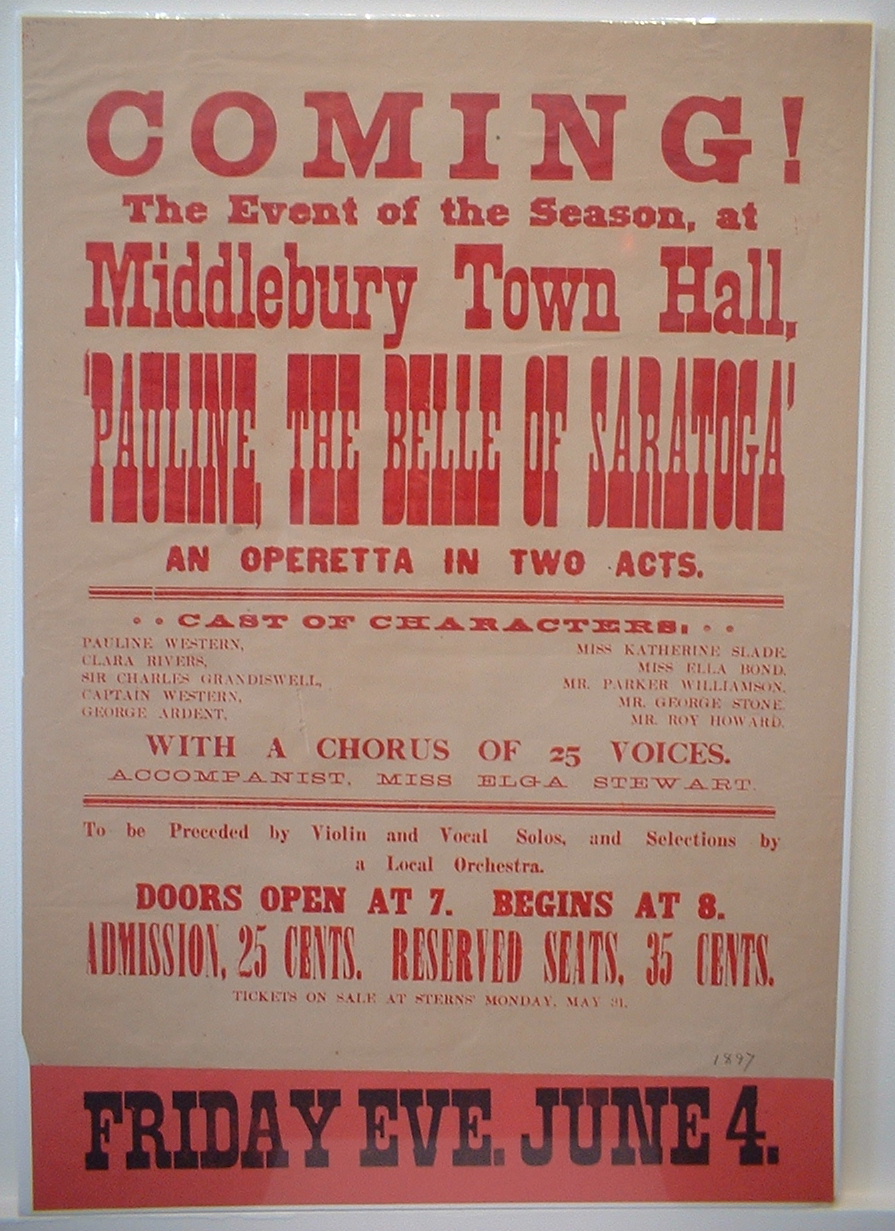 COMING!
The Event of the Season, at
Middlebury Town Hall,
'PAULINE, THE BELLE OF SARATOGA'
AN OPERETTA IN TWO ACTS.
CAST OF CHARACTERS:
PAULINE WESTERN, MISS KATHERINE SLADE.
CLARA RIVERS, MISS ELLA BOND.
SIR CHARLES GRANDISWELL, MR. PARKER WILLIAMSON.
CAPTAIN WESTERN, MR. GEORGE STONE.
GEORGE ARDENT, MR. ROY HOWARD.
WITH A CHORUS OF 25 VOICES.
ACCOMPANIST, MISS ELGA STEWART.
To be Preceded by Violin and Vocal Solos, and Selections by
a Local Orchestra.
DOORS OPEN AT 7. BEGINS AT 8.
ADMISSION, 25 CENTS. RESERVED SEATS, 35 CENTS.
TICKETS ON SALE AT STERNS' MONDAY, MAY 31.
1897
FRIDAY EVE. JUNE 4.